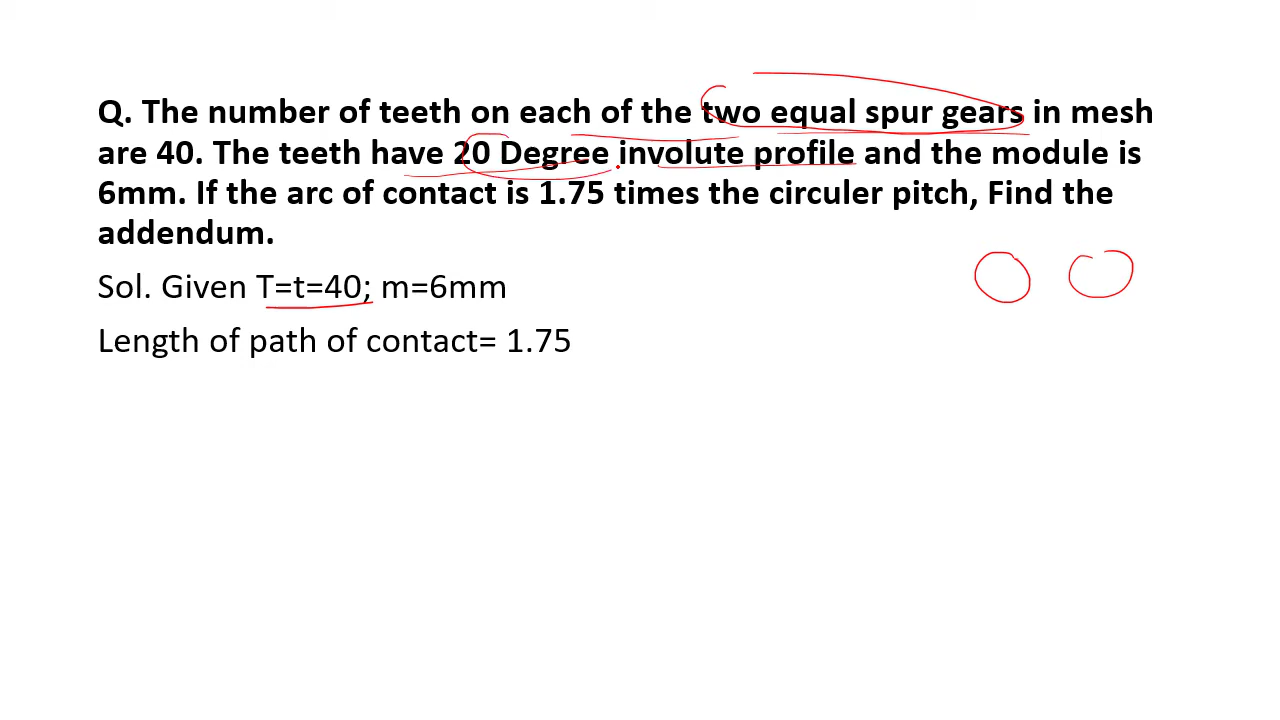 Q. The number of teeth on each of the two equal spur gears in mesh
are 40. The teeth have 20 Degree involute profile and the module is
6mm. If the arc of contact is 1.75 times the circuler pitch, Find the
addendum.
Sol. Given T=t=40; m=6mm
Length of path of contact= 1.75